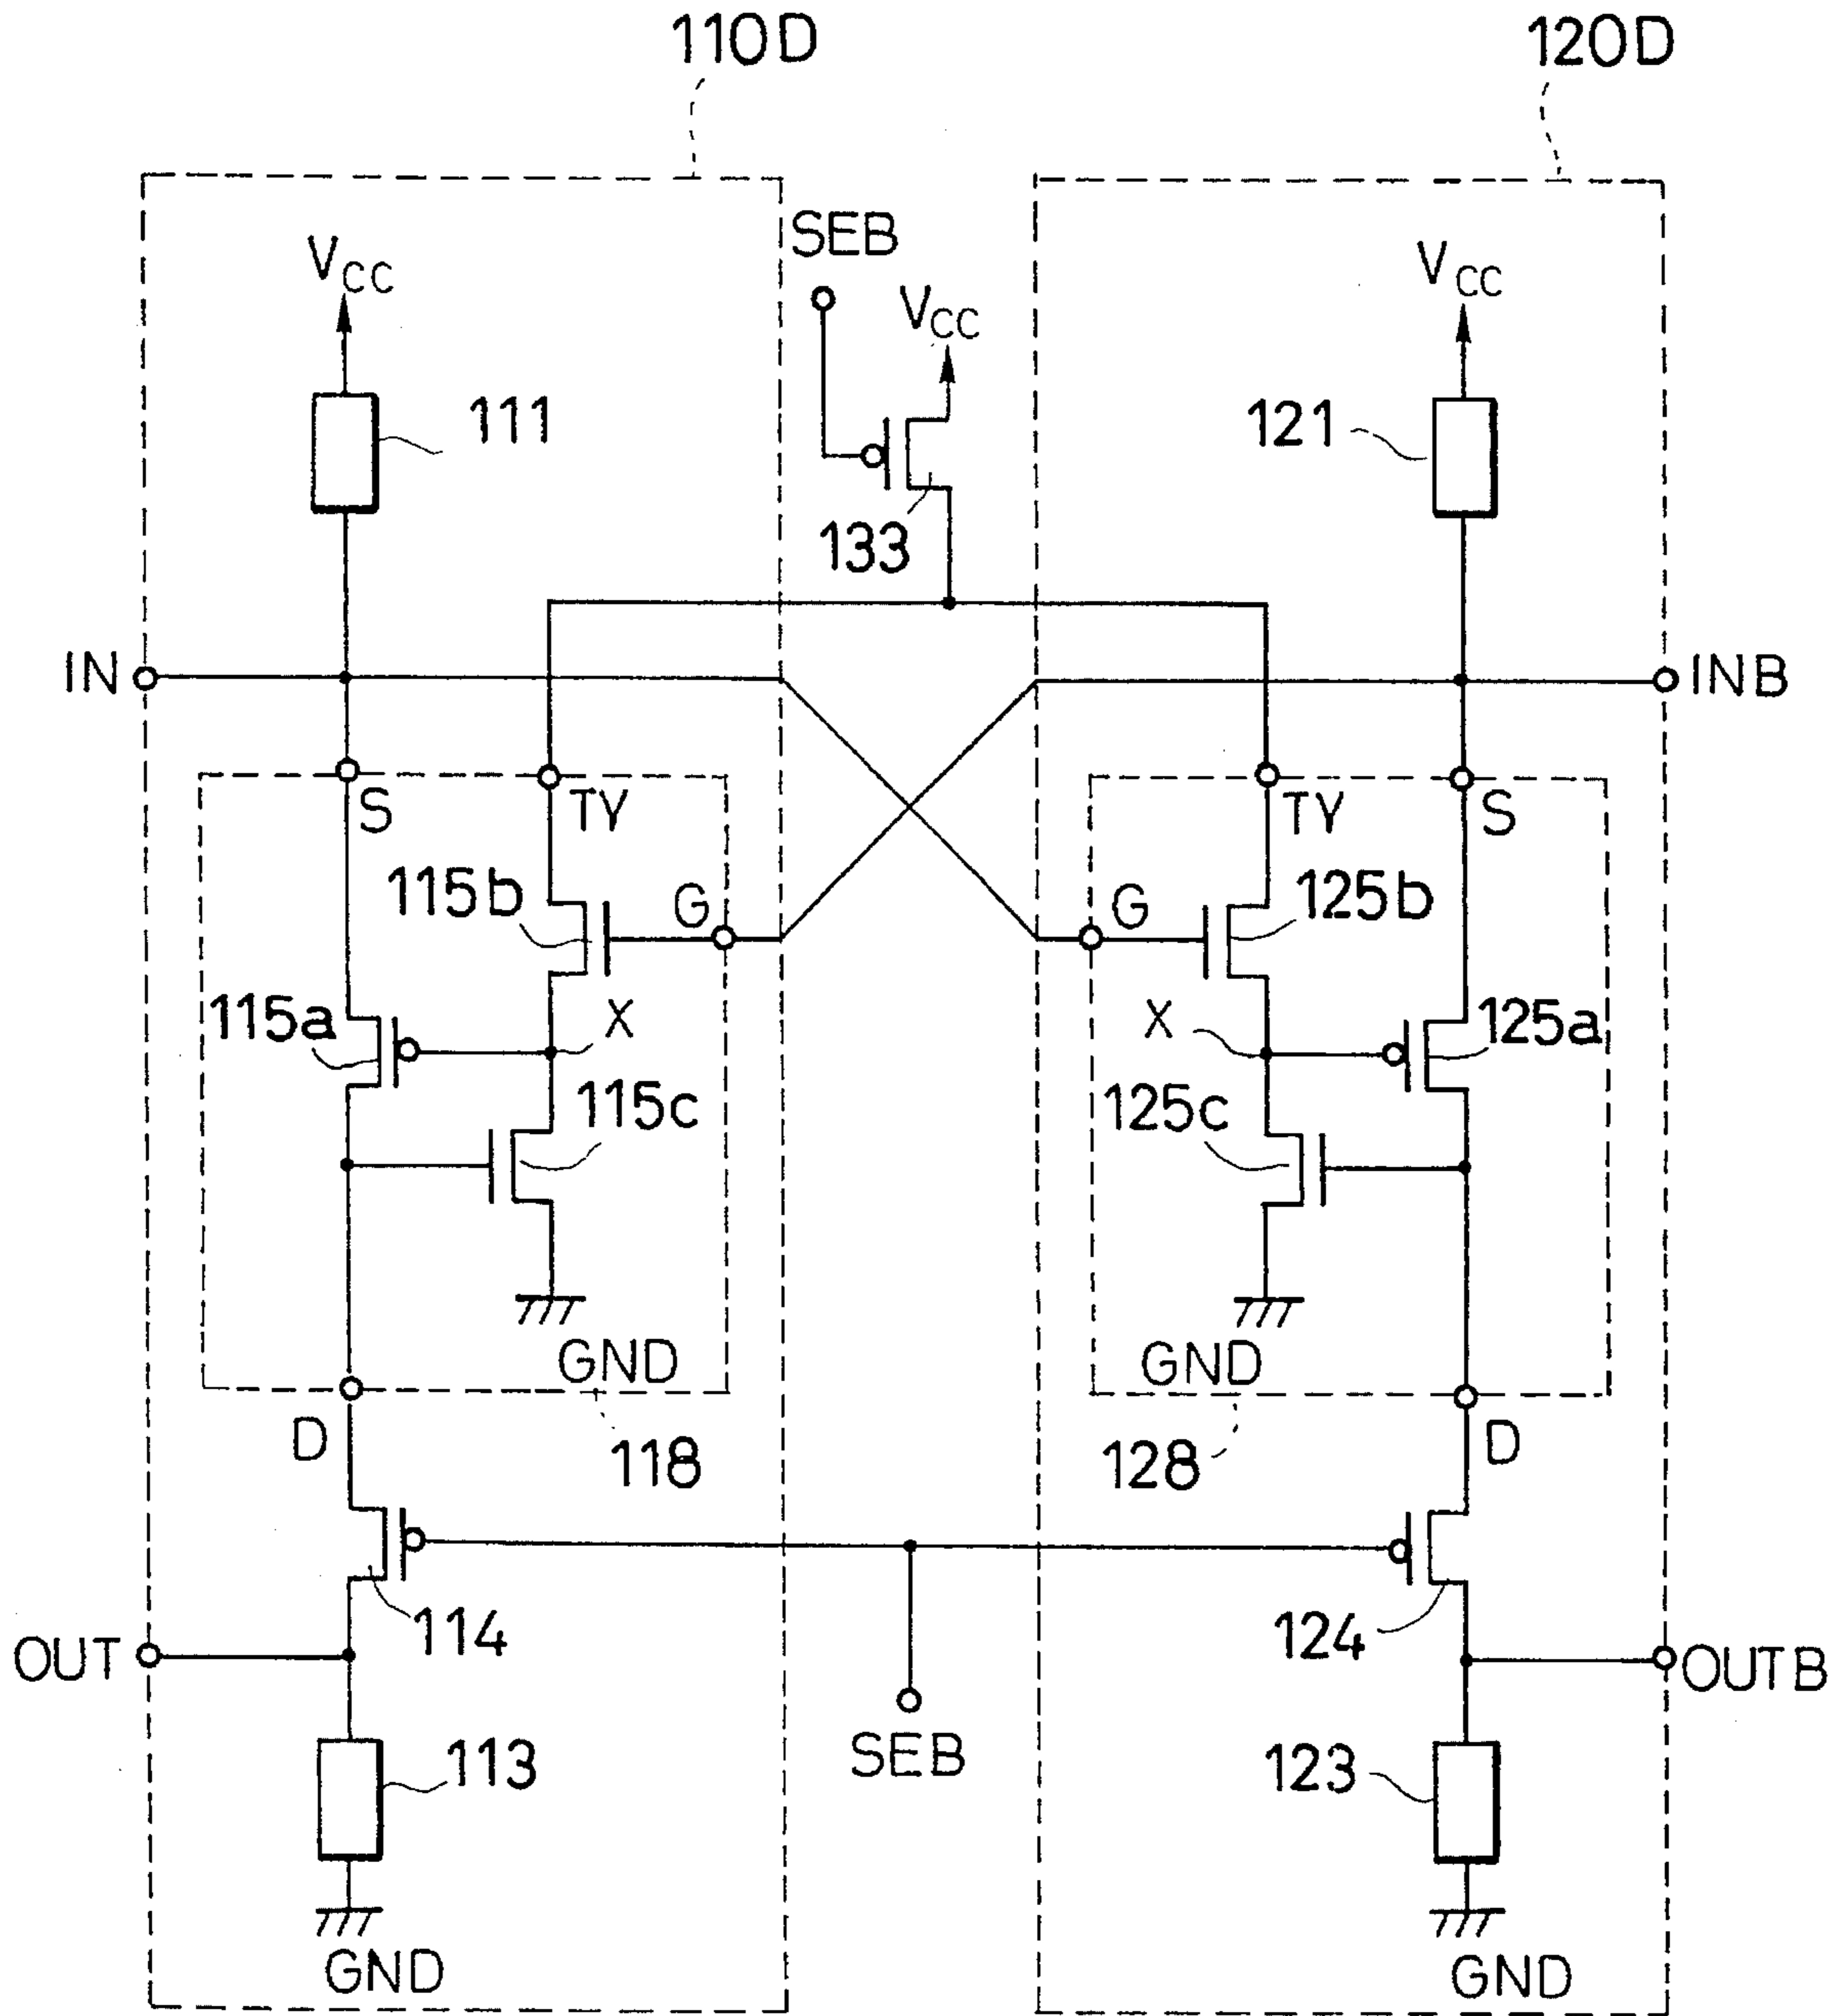 110D
120D
SEB
VCC
VCC
VCC
111
121
133
IN
INB
S
TY
TY
S
115b
G
G
125b
115a
X
X
125a
115c
125c
GND
GND
D
118
128
D
114
124
OUT
OUTB
SEB
113
123
GND
GND